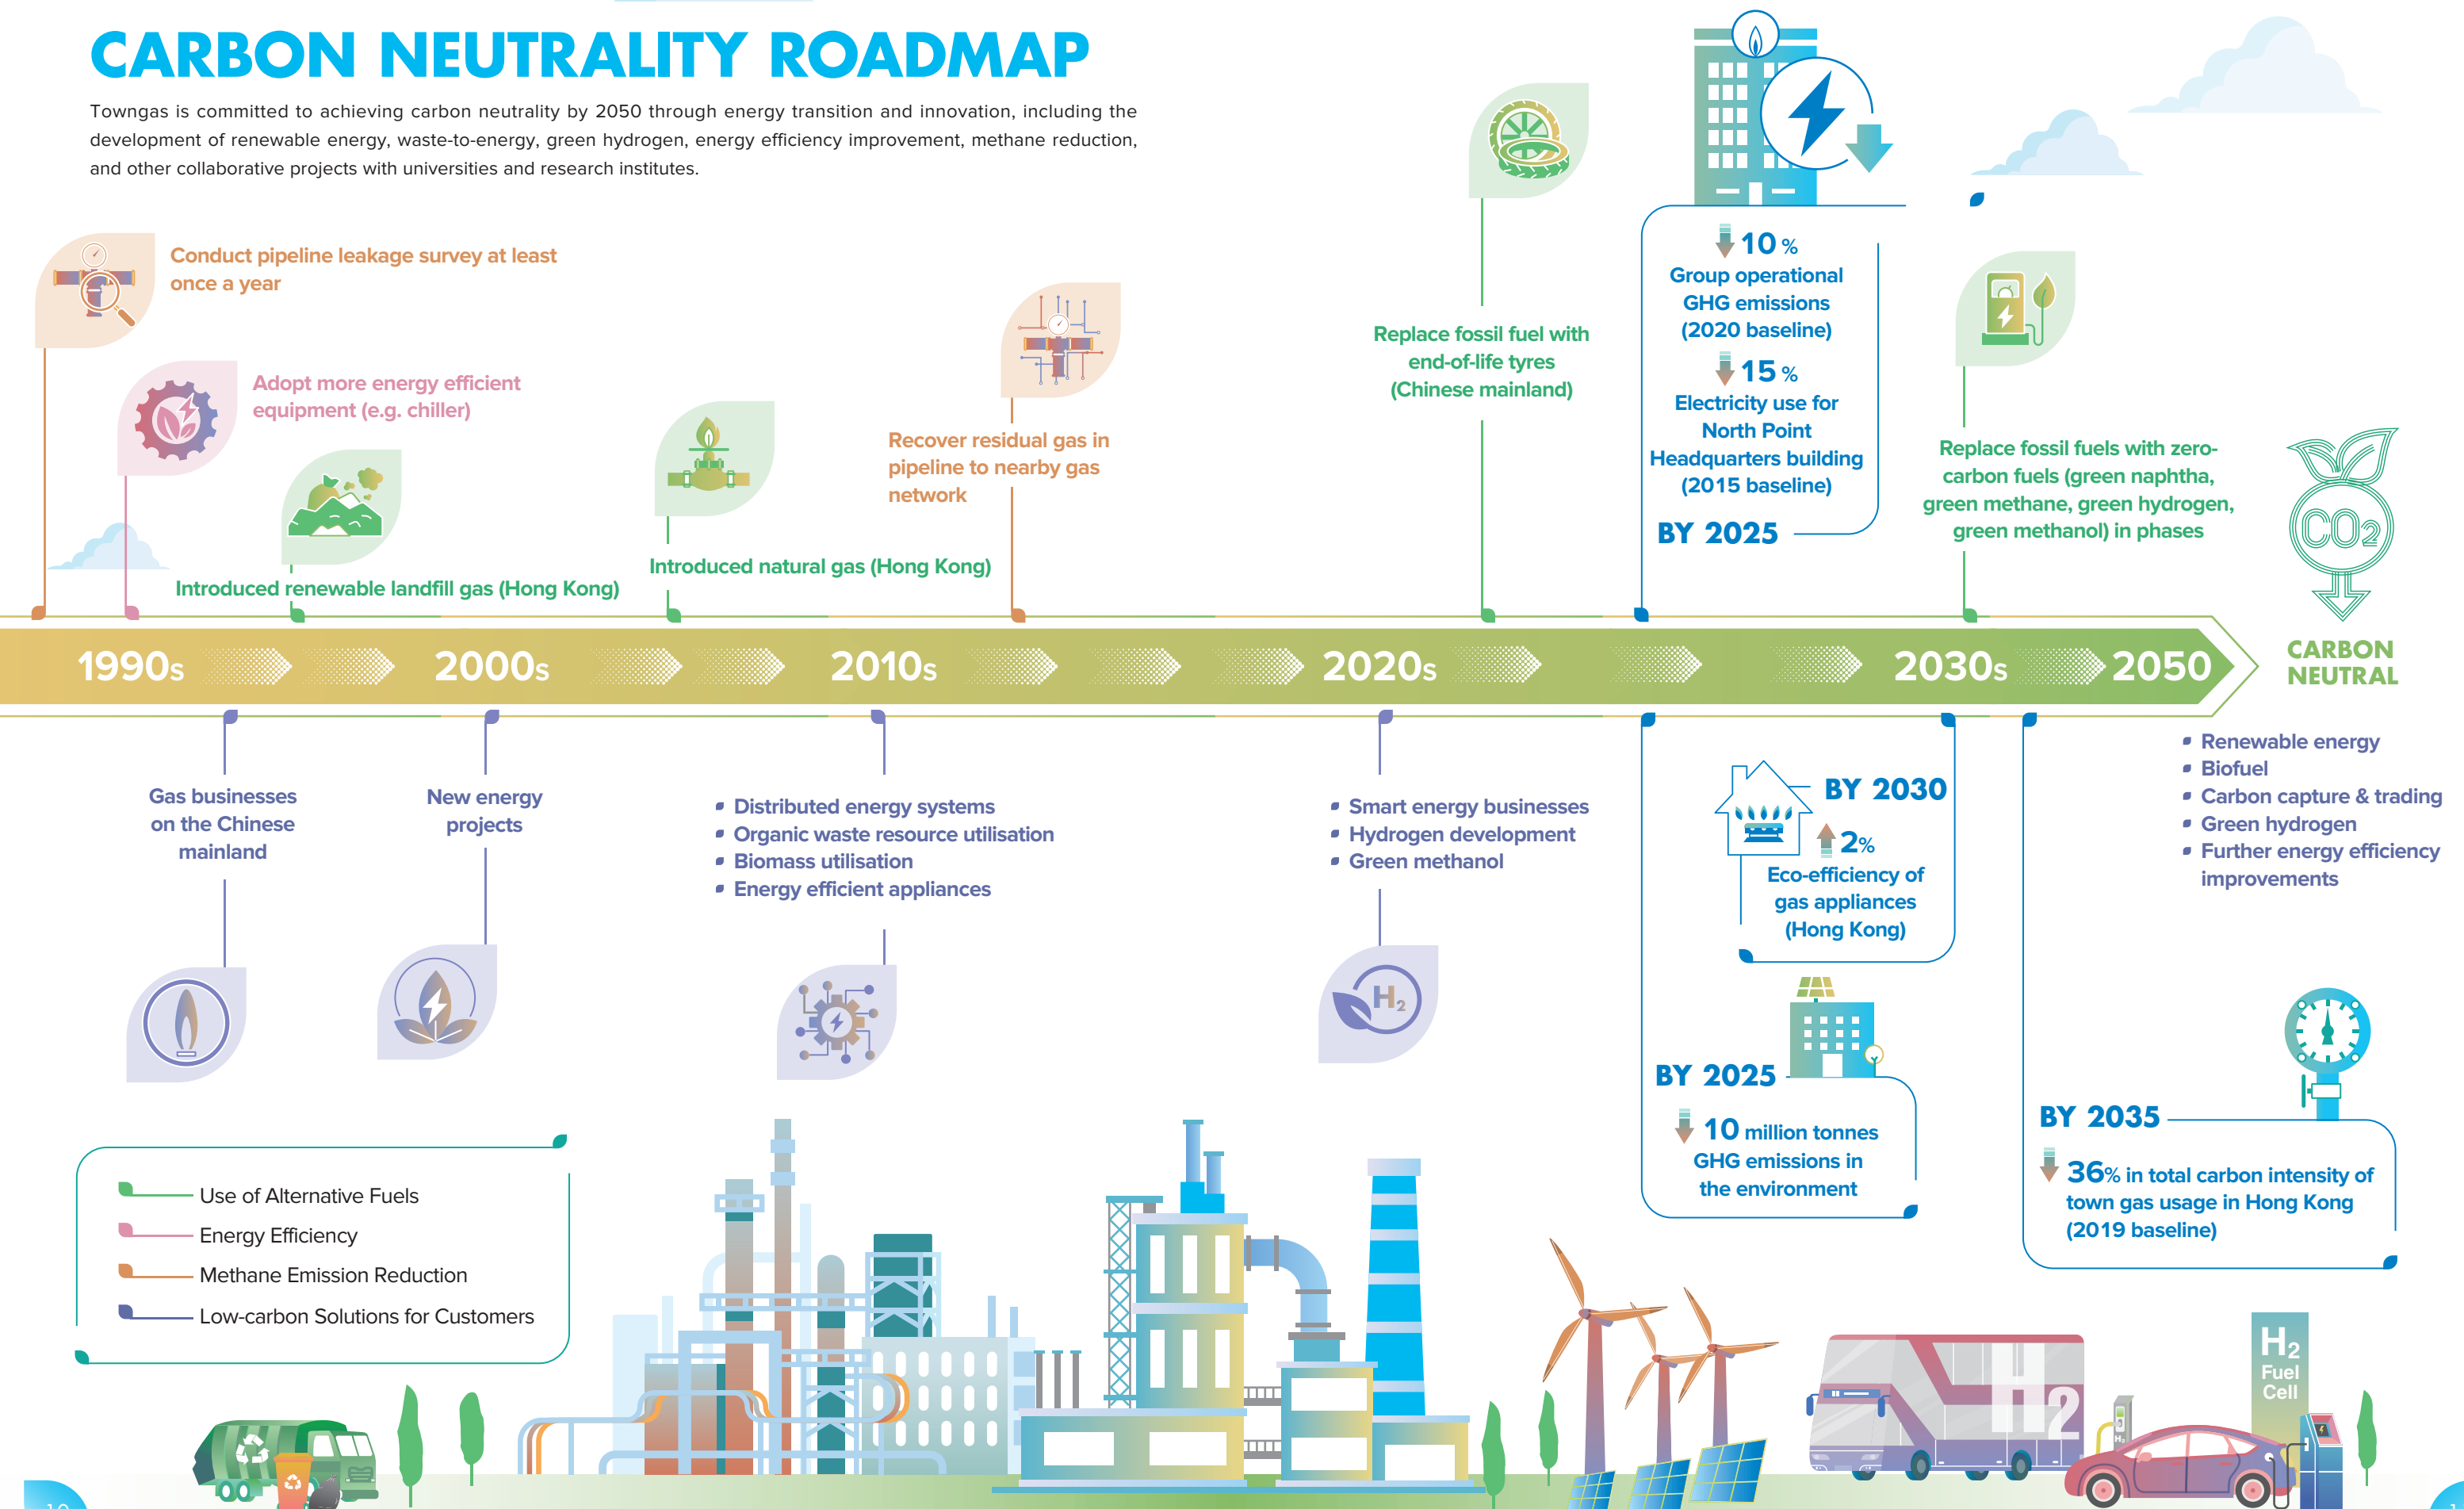 CARBON NEUTRALITY ROADMAP
Towngas is committed to achieving carbon neutrality by 2050 through energy transition and innovation, including the
development of renewable energy, waste-to-energy, green hydrogen, energy efficiency improvement, methane reduction,
and other collaborative projects with universities and research institutes.
Conduct pipeline leakage survey at least
once a year
Adopt more energy efficient
equipment (e.g. chiller)
Introduced renewable landfill gas (Hong Kong)
Introduced natural gas (Hong Kong)
Recover residual gas in
pipeline to nearby gas
network
Replace fossil fuel with
end-of-life tyres
(Chinese mainland)
10 %
Group operational
GHG emissions
(2020 baseline)
15 %
Electricity use for
North Point
Headquarters building
(2015 baseline)
BY 2025
Replace fossil fuels with zero-
carbon fuels (green naphtha,
green methane, green hydrogen,
green methanol) in phases
CO2
CARBON
NEUTRAL
1990s 2000s 2010s 2020s 2030s 2050
Gas businesses
on the Chinese
mainland
New energy
projects
Distributed energy systems
Organic waste resource utilisation
Biomass utilisation
Energy efficient appliances
Smart energy businesses
Hydrogen development
Green methanol
H2
BY 2030
2%
Eco-efficiency of
gas appliances
(Hong Kong)
BY 2025
10 million tonnes
GHG emissions in
the environment
Renewable energy
Biofuel
Carbon capture & trading
Green hydrogen
Further energy efficiency
improvements
BY 2035
36% in total carbon intensity of
town gas usage in Hong Kong
(2019 baseline)
Use of Alternative Fuels
Energy Efficiency
Methane Emission Reduction
Low-carbon Solutions for Customers
H2
H2
H2
Fuel
Cell